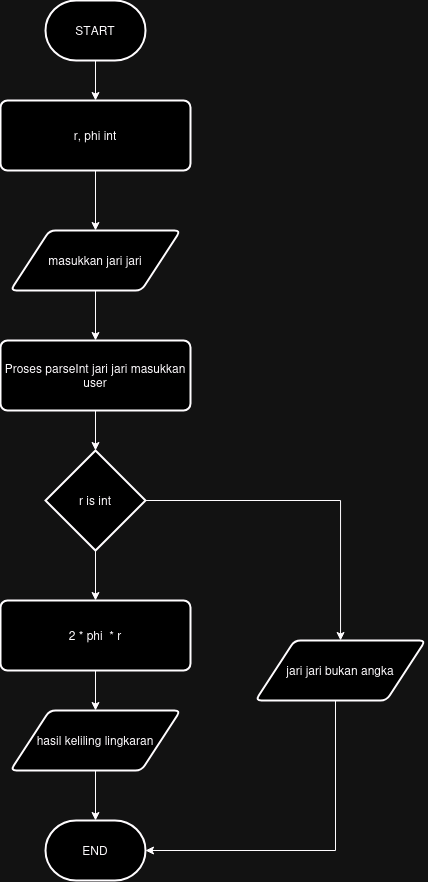 START
r, phi int
masukkan jari jari
Proses parseInt jari jari masukkan
user
r is int
2 * phi  * r
jari jari bukan angka
hasil keliling lingkaran
END